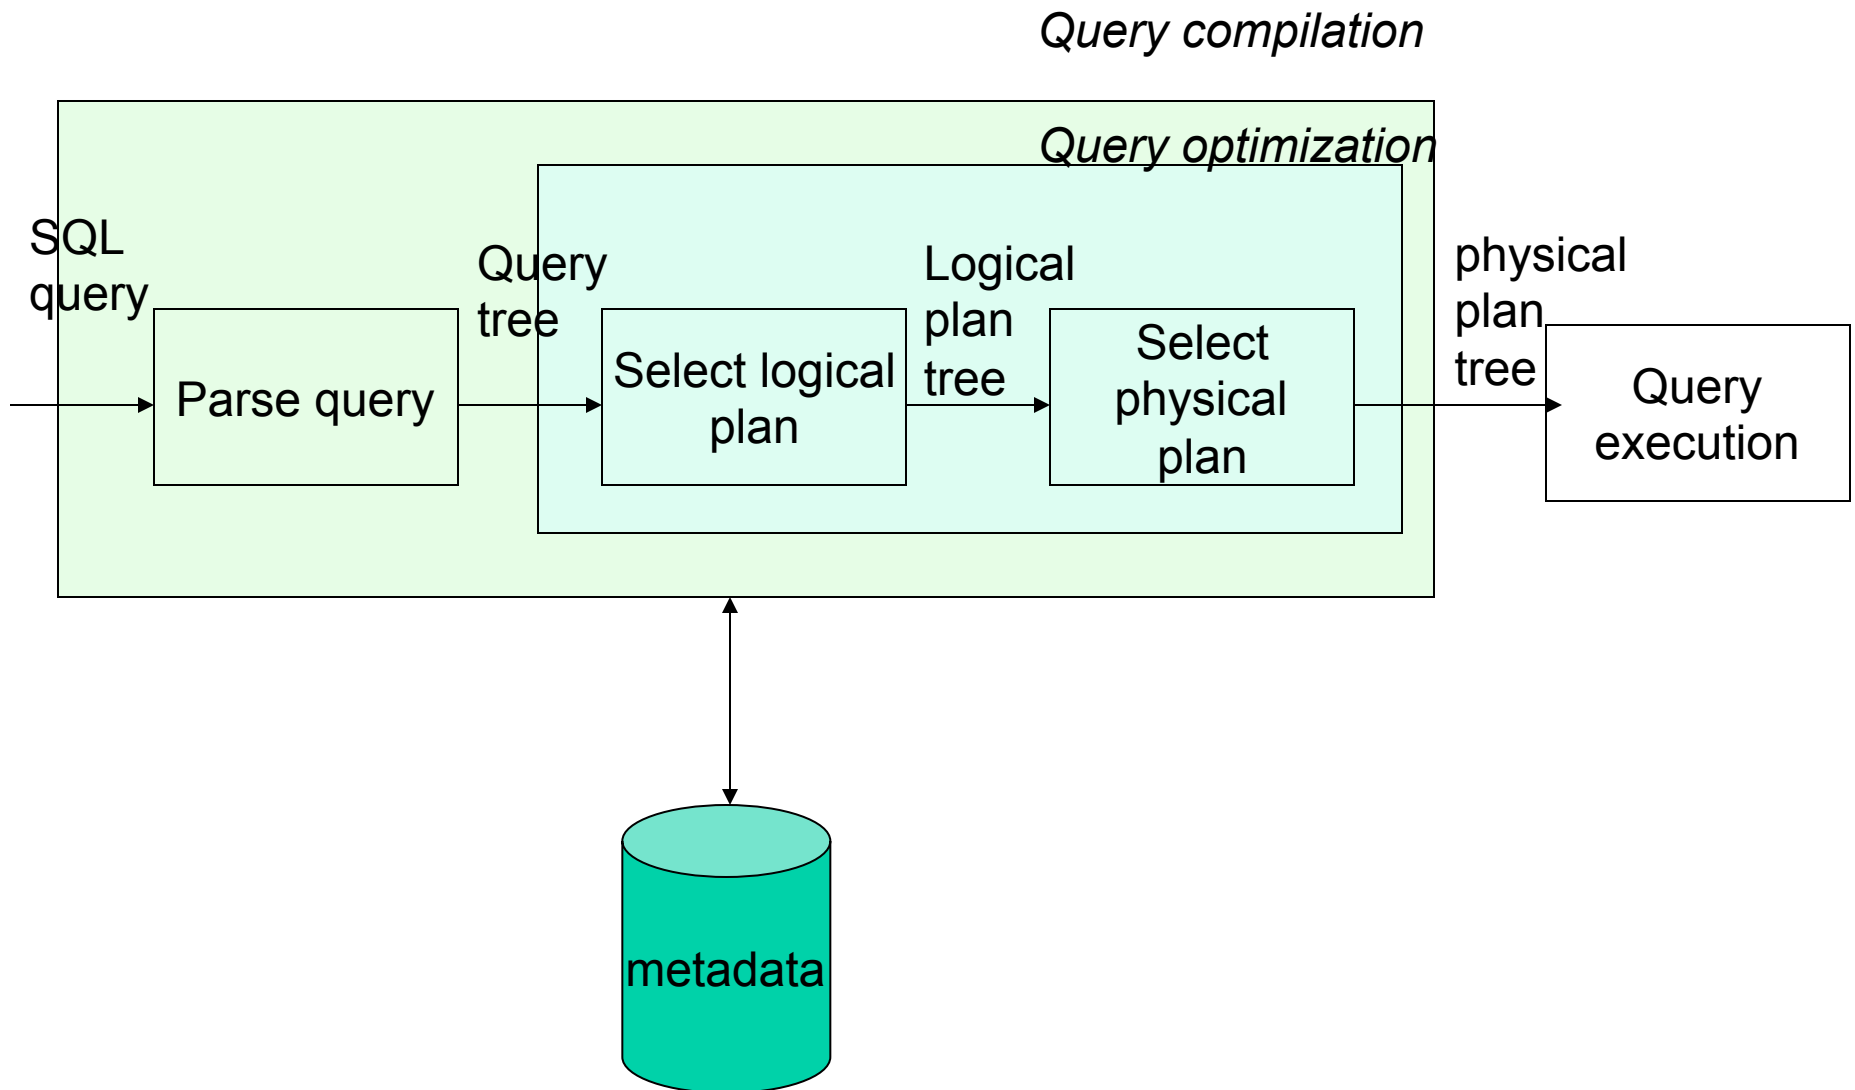 Query compilation
Query optimization
SQL
query
Query
tree
Logical
plan
tree
physical
plan
tree
Parse query
Select logical
plan
Select
physical
plan
Query
execution
metadata